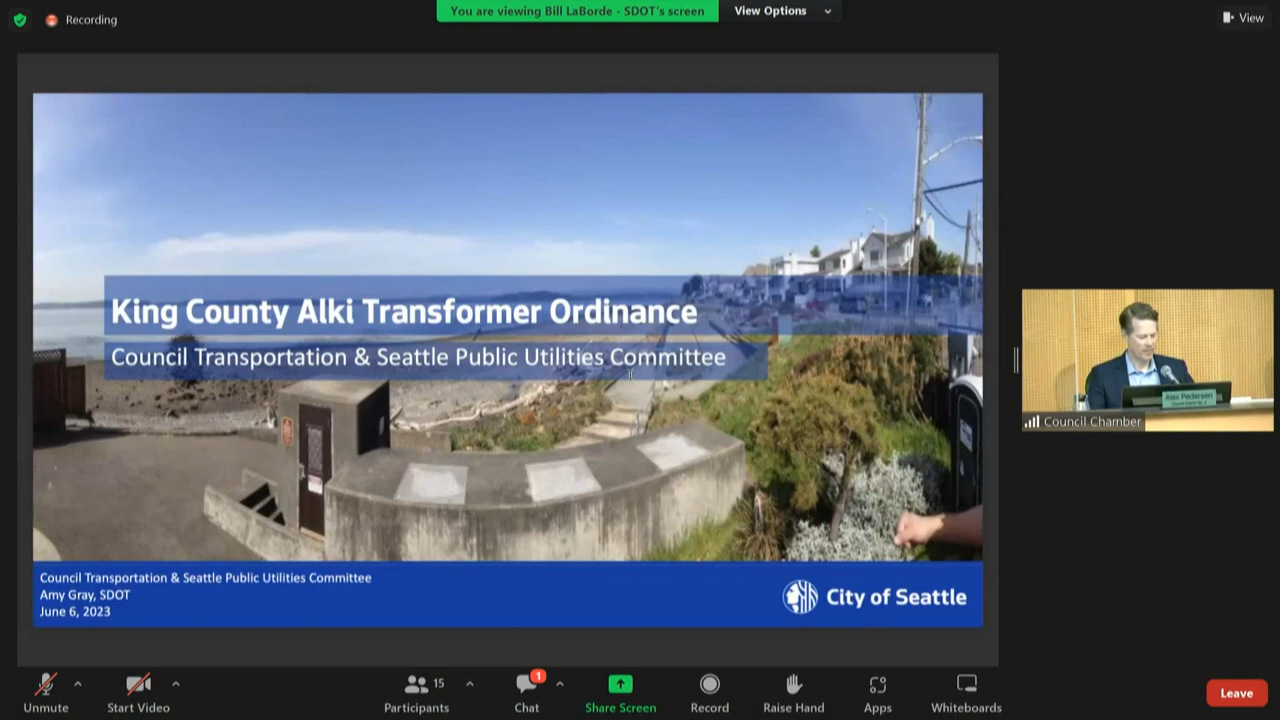 Recording
You are viewing Bill LaBorde - SDOT's screen
View Options
View
King County Alki Transformer Ordinance
Council Transportation & Seattle Public Utilities Committee
Council Transportation & Seattle Public Utilities Committee
Amy Gray, SDOT
June 6, 2023
City of Seattle
Alex Pedersen
Council Chamber
Unmute
Start Video
15
Participants
1
Chat
Share Screen
Record
Raise Hand
Apps
Whiteboards
Leave